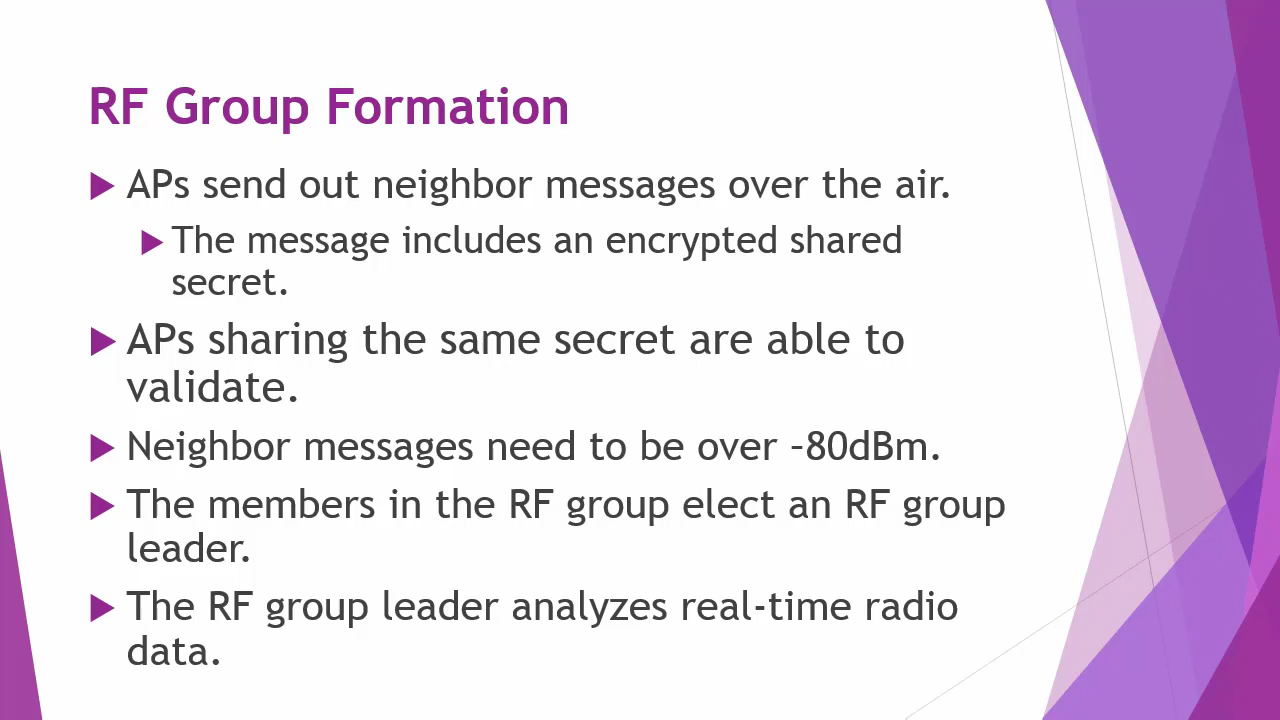 RF Group Formation
APs send out neighbor messages over the air.
The message includes an encrypted shared
secret.
APs sharing the same secret are able to
validate.
Neighbor messages need to be over –80dBm.
The members in the RF group elect an RF group
leader.
The RF group leader analyzes real-time radio
data.